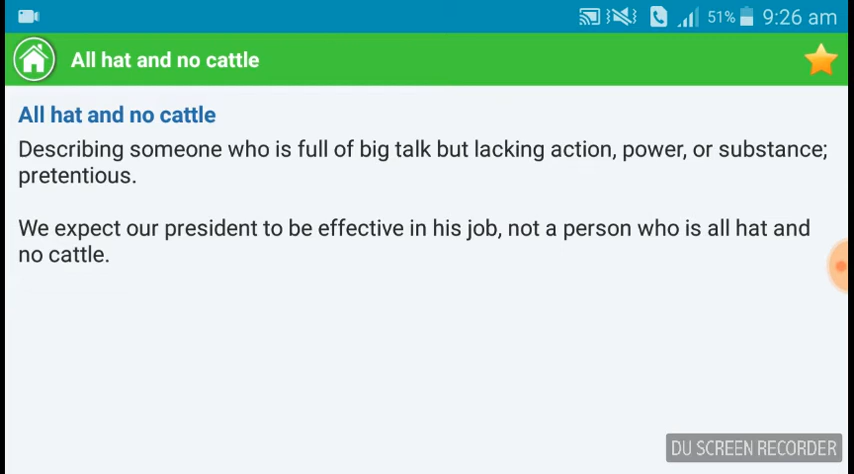 51% 9:26 am
All hat and no cattle
All hat and no cattle
Describing someone who is full of big talk but lacking action, power, or substance;
pretentious.
We expect our president to be effective in his job, not a person who is all hat and
no cattle.
DU SCREEN RECORDER